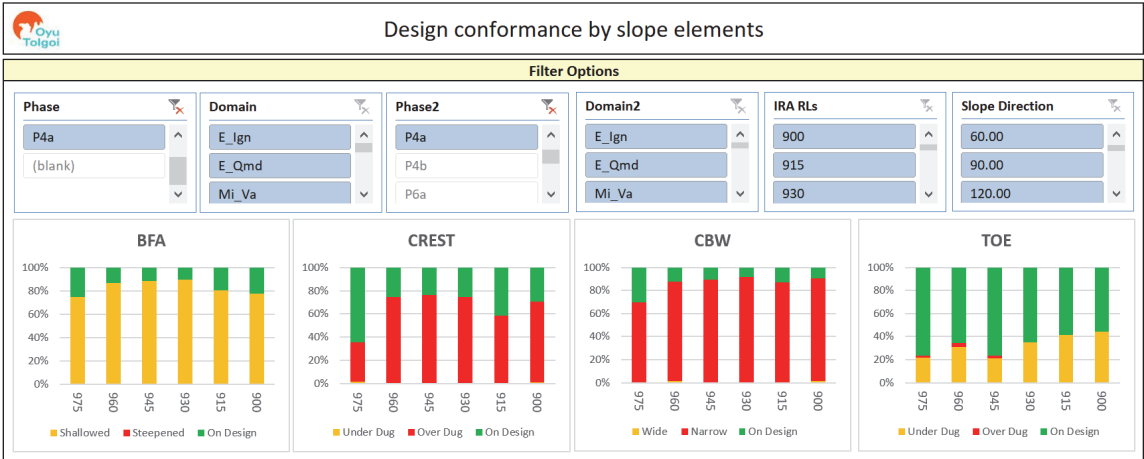 Oyu
Tolgoi
Design conformance by slope elements
Filter Options
Phase
P4a
(blank)
Domain
E_Ign
E_Qmd
Mi_Va
Phase2
P4a
P4b
P6a
Domain2
E_Ign
E_Qmd
Mi_Va
IRA RLs
900
915
930
Slope Direction
60.00
90.00
120.00
BFA
100%
80%
60%
40%
20%
0%
975 960 945 930 915 900
Shallowed Steepened On Design
CREST
100%
80%
60%
40%
20%
0%
975 960 945 930 915 900
Under Dug Over Dug On Design
CBW
100%
80%
60%
40%
20%
0%
975 960 945 930 915 900
Wide Narrow On Design
TOE
100%
80%
60%
40%
20%
0%
975 960 945 930 915 900
Under Dug Over Dug On Design